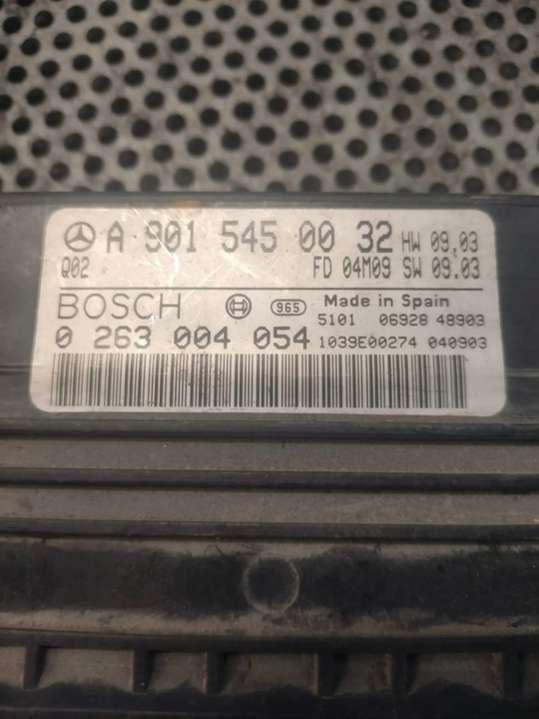 A 901 545 00 32 HW 09.03
Q02 FD 04M09 SW 09.03
BOSCH 965 Made in Spain
5101 06928 48903
0 263 004 054 1039E00274 040903